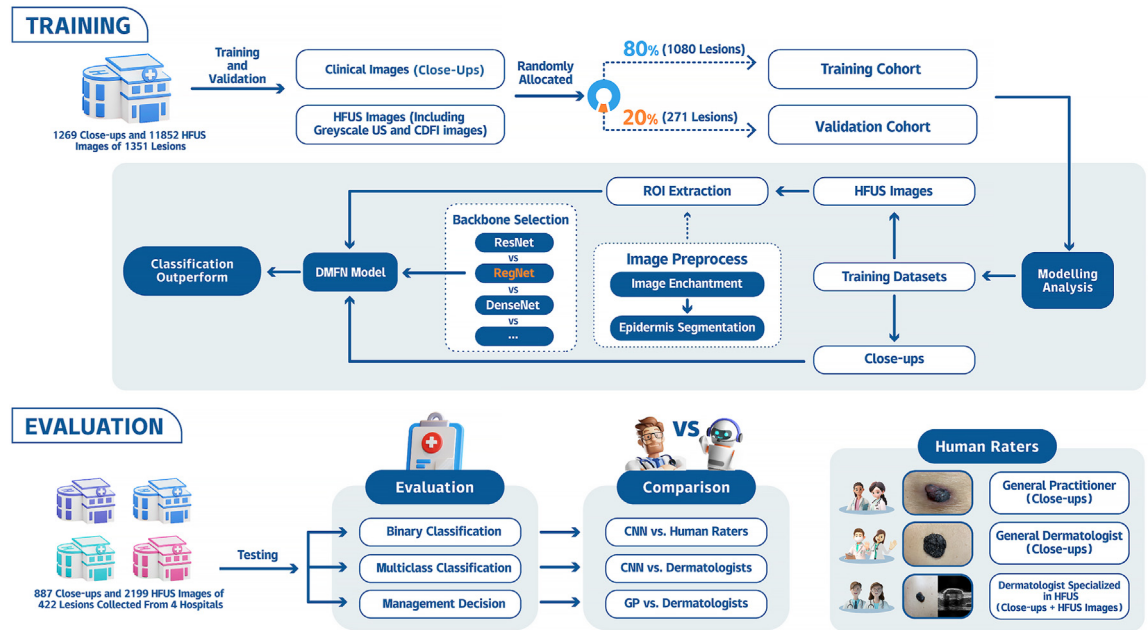 TRAINING
1269 Close-ups and 11852 HFUS
Images of 1351 Lesions
Training
and
Validation
Clinical Images (Close-Ups)
HFUS Images (Including
Greyscale US and CDFI images)
Randomly
Allocated
80% (1080 Lesions)
20% (271 Lesions)
Training Cohort
Validation Cohort
ROI Extraction
HFUS Images
Backbone Selection
ResNet
vs
RegNet
vs
DenseNet
vs
...
Image Preprocess
Image Enchantment
Epidermis Segmentation
Classification
Outperform
DMFN Model
Training Datasets
Modelling
Analysis
Close-ups
EVALUATION
887 Close-ups and 2199 HFUS Images of
422 Lesions Collected From 4 Hospitals
Testing
Evaluation
Binary Classification
Multiclass Classification
Management Decision
VS
Comparison
CNN vs. Human Raters
CNN vs. Dermatologists
GP vs. Dermatologists
Human Raters
General Practitioner
(Close-ups)
General Dermatologist
(Close-ups)
Dermatologist Specialized
in HFUS
(Close-ups + HFUS Images)